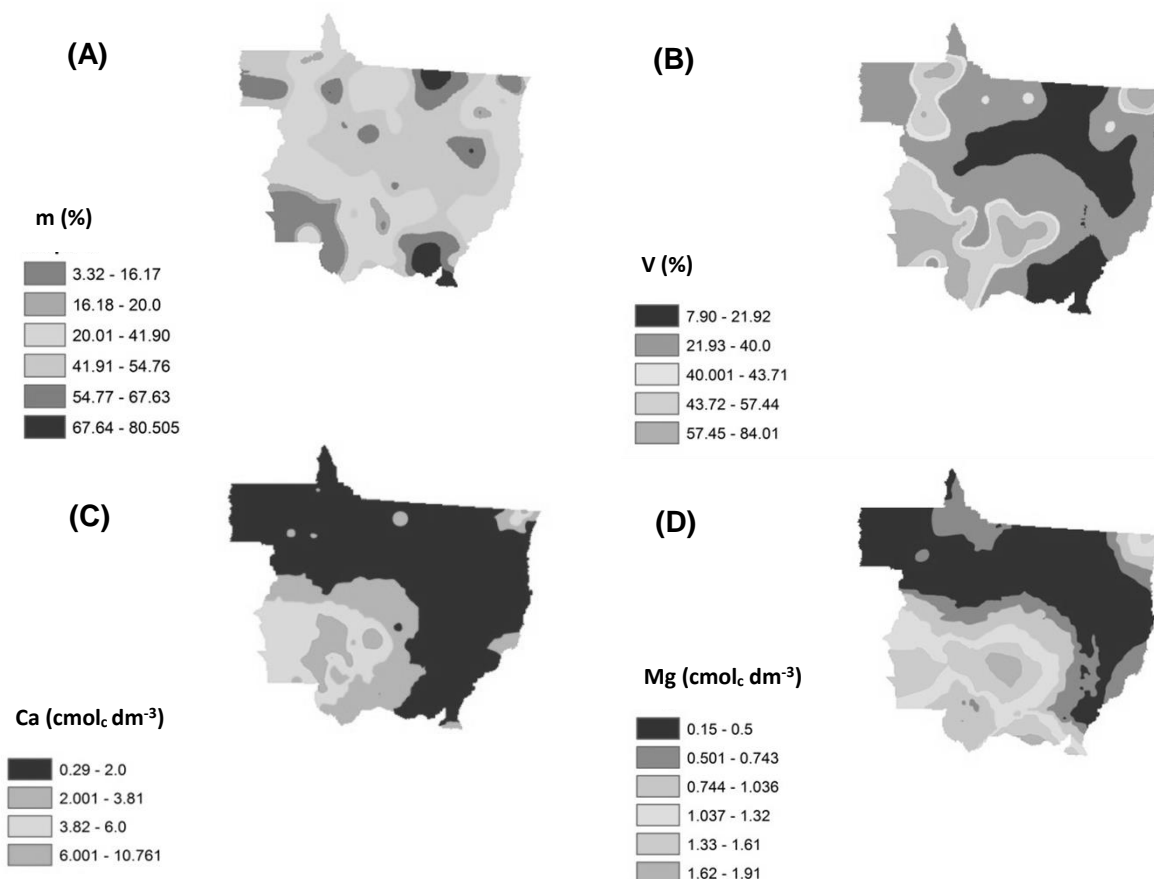 (A)
m (%)
3.32 - 16.17
16.18 - 20.0
20.01 - 41.90
41.91 - 54.76
54.77 - 67.63
67.64 - 80.505
(B)
V (%)
7.90 - 21.92
21.93 - 40.0
40.001 - 43.71
43.72 - 57.44
57.45 - 84.01
(C)
Ca (cmolc dm-3)
0.29 - 2.0
2.001 - 3.81
3.82 - 6.0
6.001 - 10.761
(D)
Mg (cmolc dm-3)
0.15 - 0.5
0.501 - 0.743
0.744 - 1.036
1.037 - 1.32
1.33 - 1.61
1.62 - 1.91